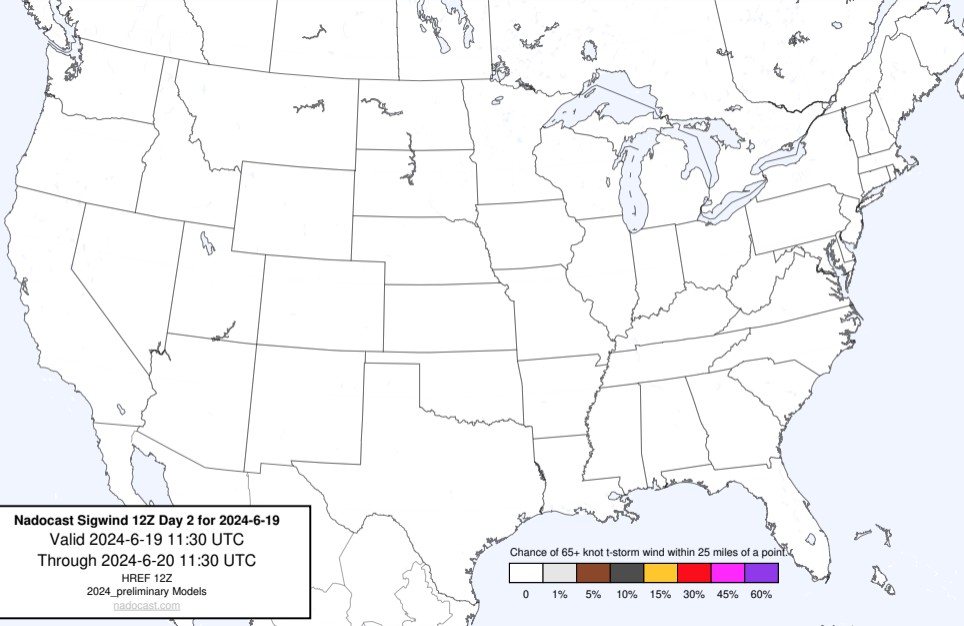 Nadocast Sigwind 12Z Day 2 for 2024-6-19
Valid 2024-6-19 11:30 UTC
Through 2024-6-20 11:30 UTC
HREF 12Z
2024_preliminary Models
nadocast.com
Chance of 65+ knot t-storm wind within 25 miles of a point.
0 1% 5% 10% 15% 30% 45% 60%